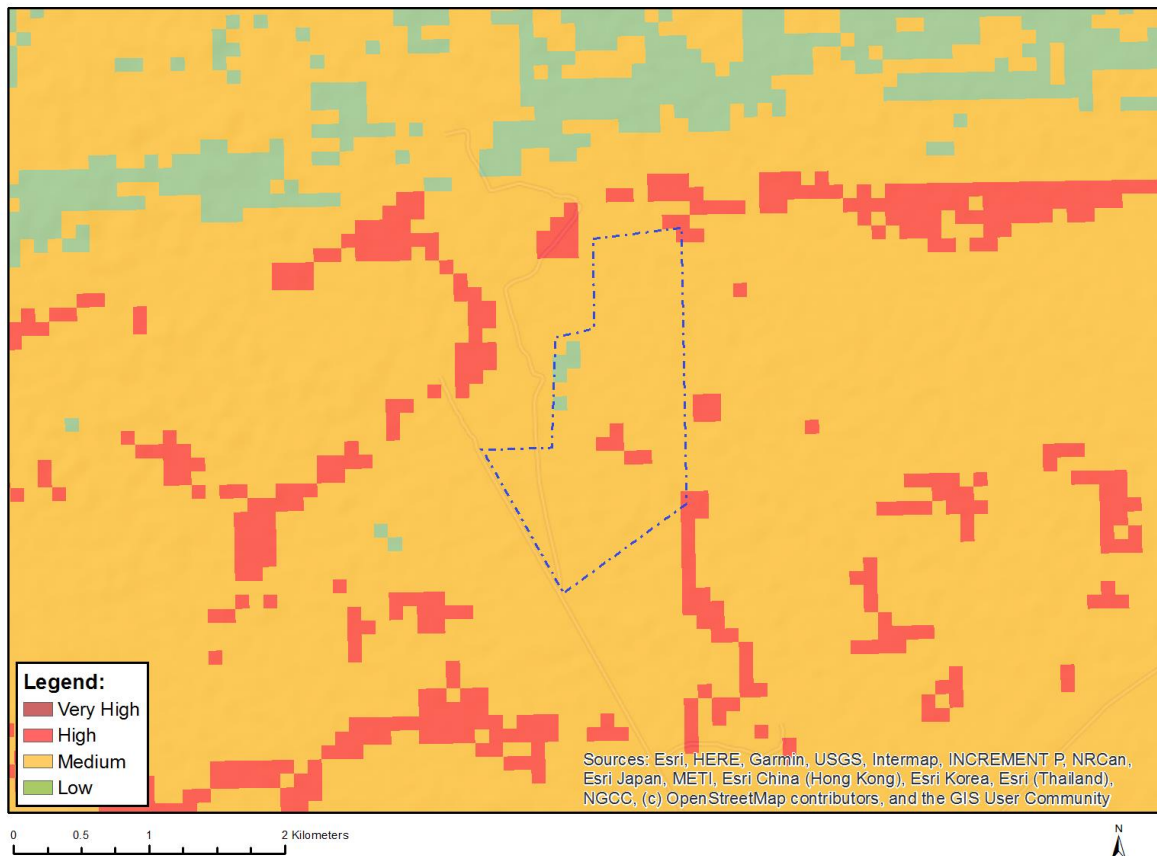 Legend:
Very High
High
Medium
Low
Sources: Esri, HERE, Garmin, USGS, Intermap, INCREMENT P, NRCan,
Esri Japan, METI, Esri China (Hong Kong), Esri Korea, Esri (Thailand),
NGCC, (c) OpenStreetMap contributors, and the GIS User Community
0 0.5 1 2 Kilometers
N